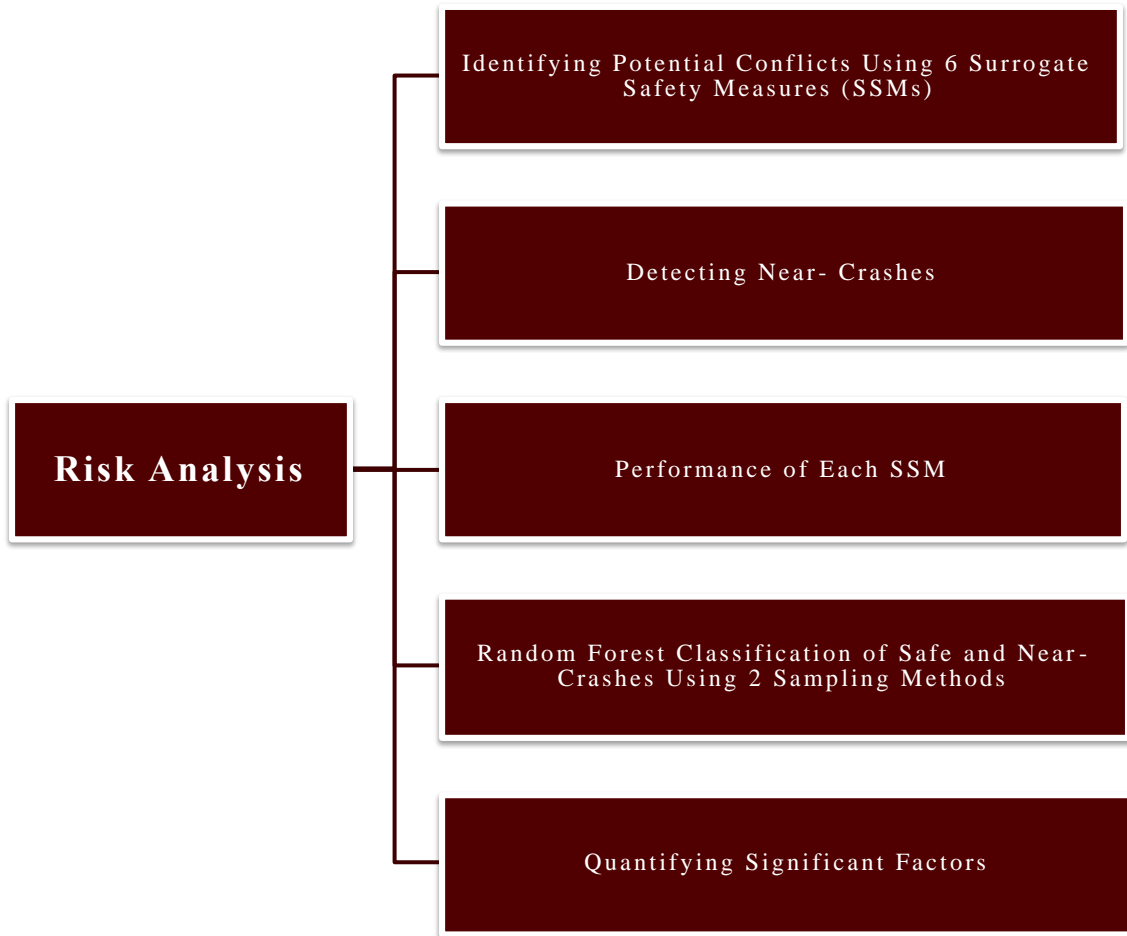 Identifying Potential Conflicts Using 6 Surrogate
Safety Measures (SSMs)
Detecting Near- Crashes
Risk Analysis
Performance of Each SSM
Random Forest Classification of Safe and Near-
Crashes Using 2 Sampling Methods
Quantifying Significant Factors